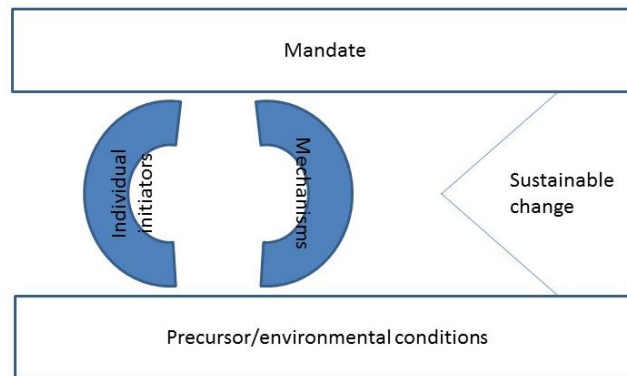 Mandate
Individual
initiators
Mechanisms
Sustainable
change
Precursor/environmental conditions